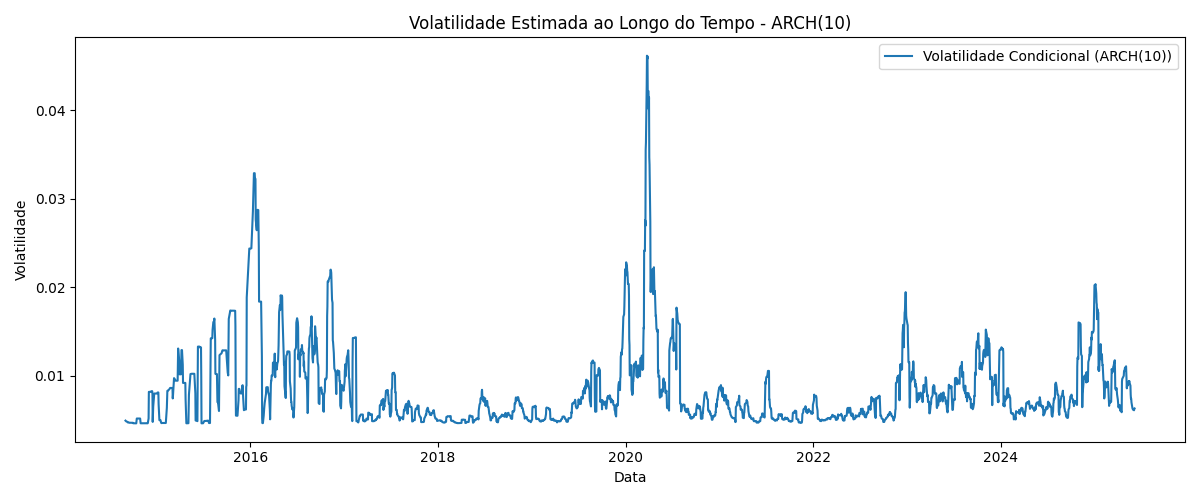 Volatilidade Estimada ao Longo do Tempo - ARCH(10)
Volatilidade Condicional (ARCH(10))
Volatilidade
0.04
0.03
0.02
0.01
2016
2018
2020
2022
2024
Data